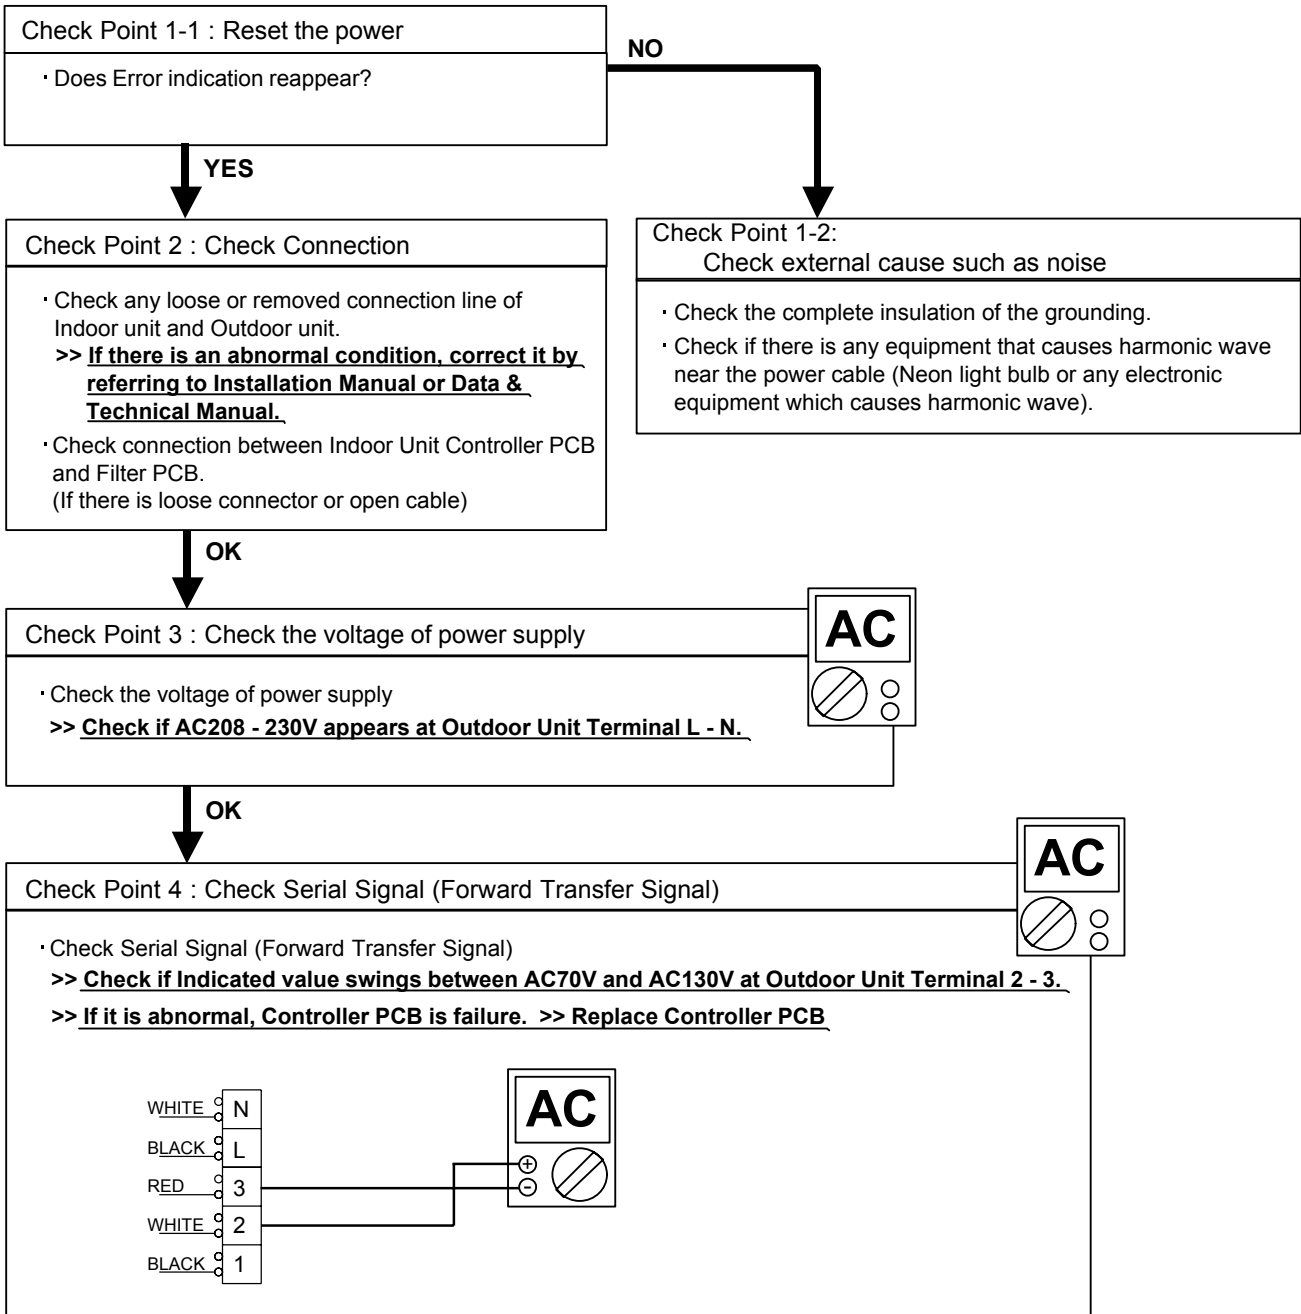 Check Point 1-1 : Reset the power
· Does Error indication reappear?
NO
YES
Check Point 2 : Check Connection
· Check any loose or removed connection line of
Indoor unit and Outdoor unit.
>> If there is an abnormal condition, correct it by
referring to Installation Manual or Data &
Technical Manual.
· Check connection between Indoor Unit Controller PCB
and Filter PCB.
(If there is loose connector or open cable)
Check Point 1-2:
Check external cause such as noise
· Check the complete insulation of the grounding.
· Check if there is any equipment that causes harmonic wave
near the power cable (Neon light bulb or any electronic
equipment which causes harmonic wave).
OK
Check Point 3 : Check the voltage of power supply
AC
· Check the voltage of power supply
>> Check if AC208 - 230V appears at Outdoor Unit Terminal L - N.
OK
Check Point 4 : Check Serial Signal (Forward Transfer Signal)
AC
· Check Serial Signal (Forward Transfer Signal)
>> Check if Indicated value swings between AC70V and AC130V at Outdoor Unit Terminal 2 - 3.
>> If it is abnormal, Controller PCB is failure. >> Replace Controller PCB
AC
+
-
WHITE N
BLACK L
RED 3
WHITE 2
BLACK 1